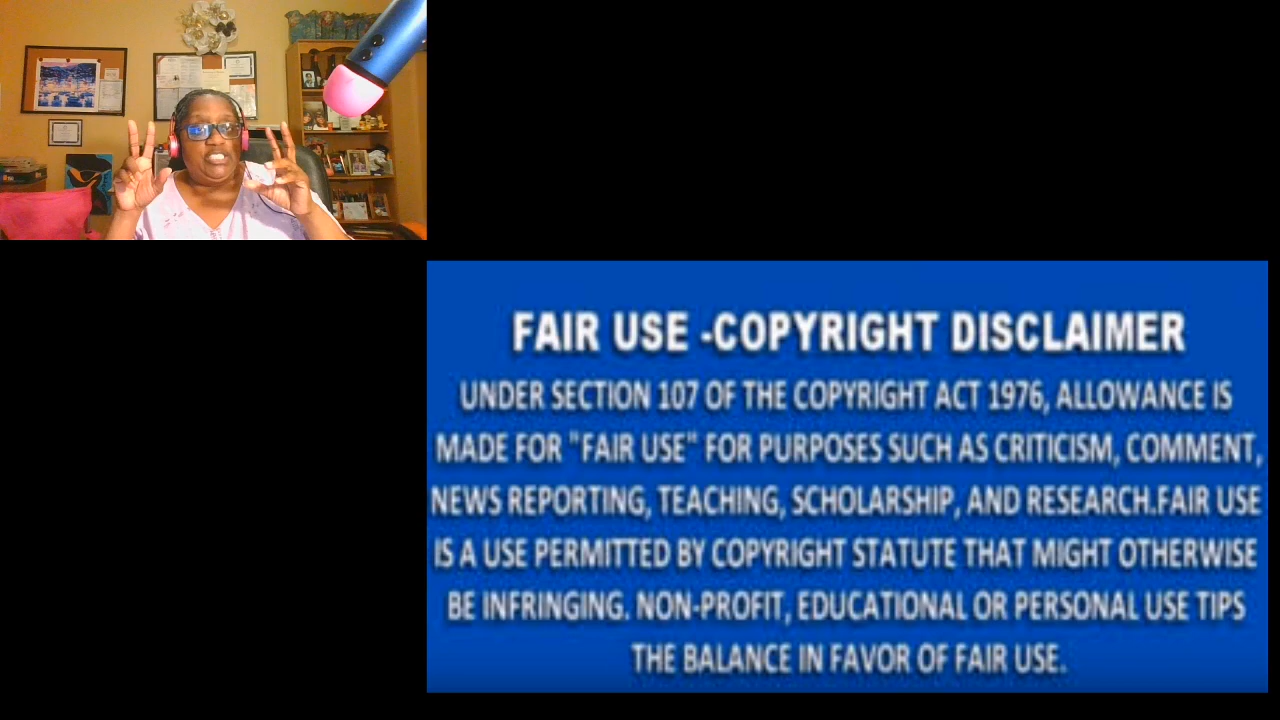 FAIR USE -COPYRIGHT DISCLAIMER
UNDER SECTION 107 OF THE COPYRIGHT ACT 1976, ALLOWANCE IS
MADE FOR "FAIR USE" FOR PURPOSES SUCH AS CRITICISM, COMMENT,
NEWS REPORTING, TEACHING, SCHOLARSHIP, AND RESEARCH.FAIR USE
IS A USE PERMITTED BY COPYRIGHT STATUTE THAT MIGHT OTHERWISE
BE INFRINGING. NON-PROFIT, EDUCATIONAL OR PERSONAL USE TIPS
THE BALANCE IN FAVOR OF FAIR USE.